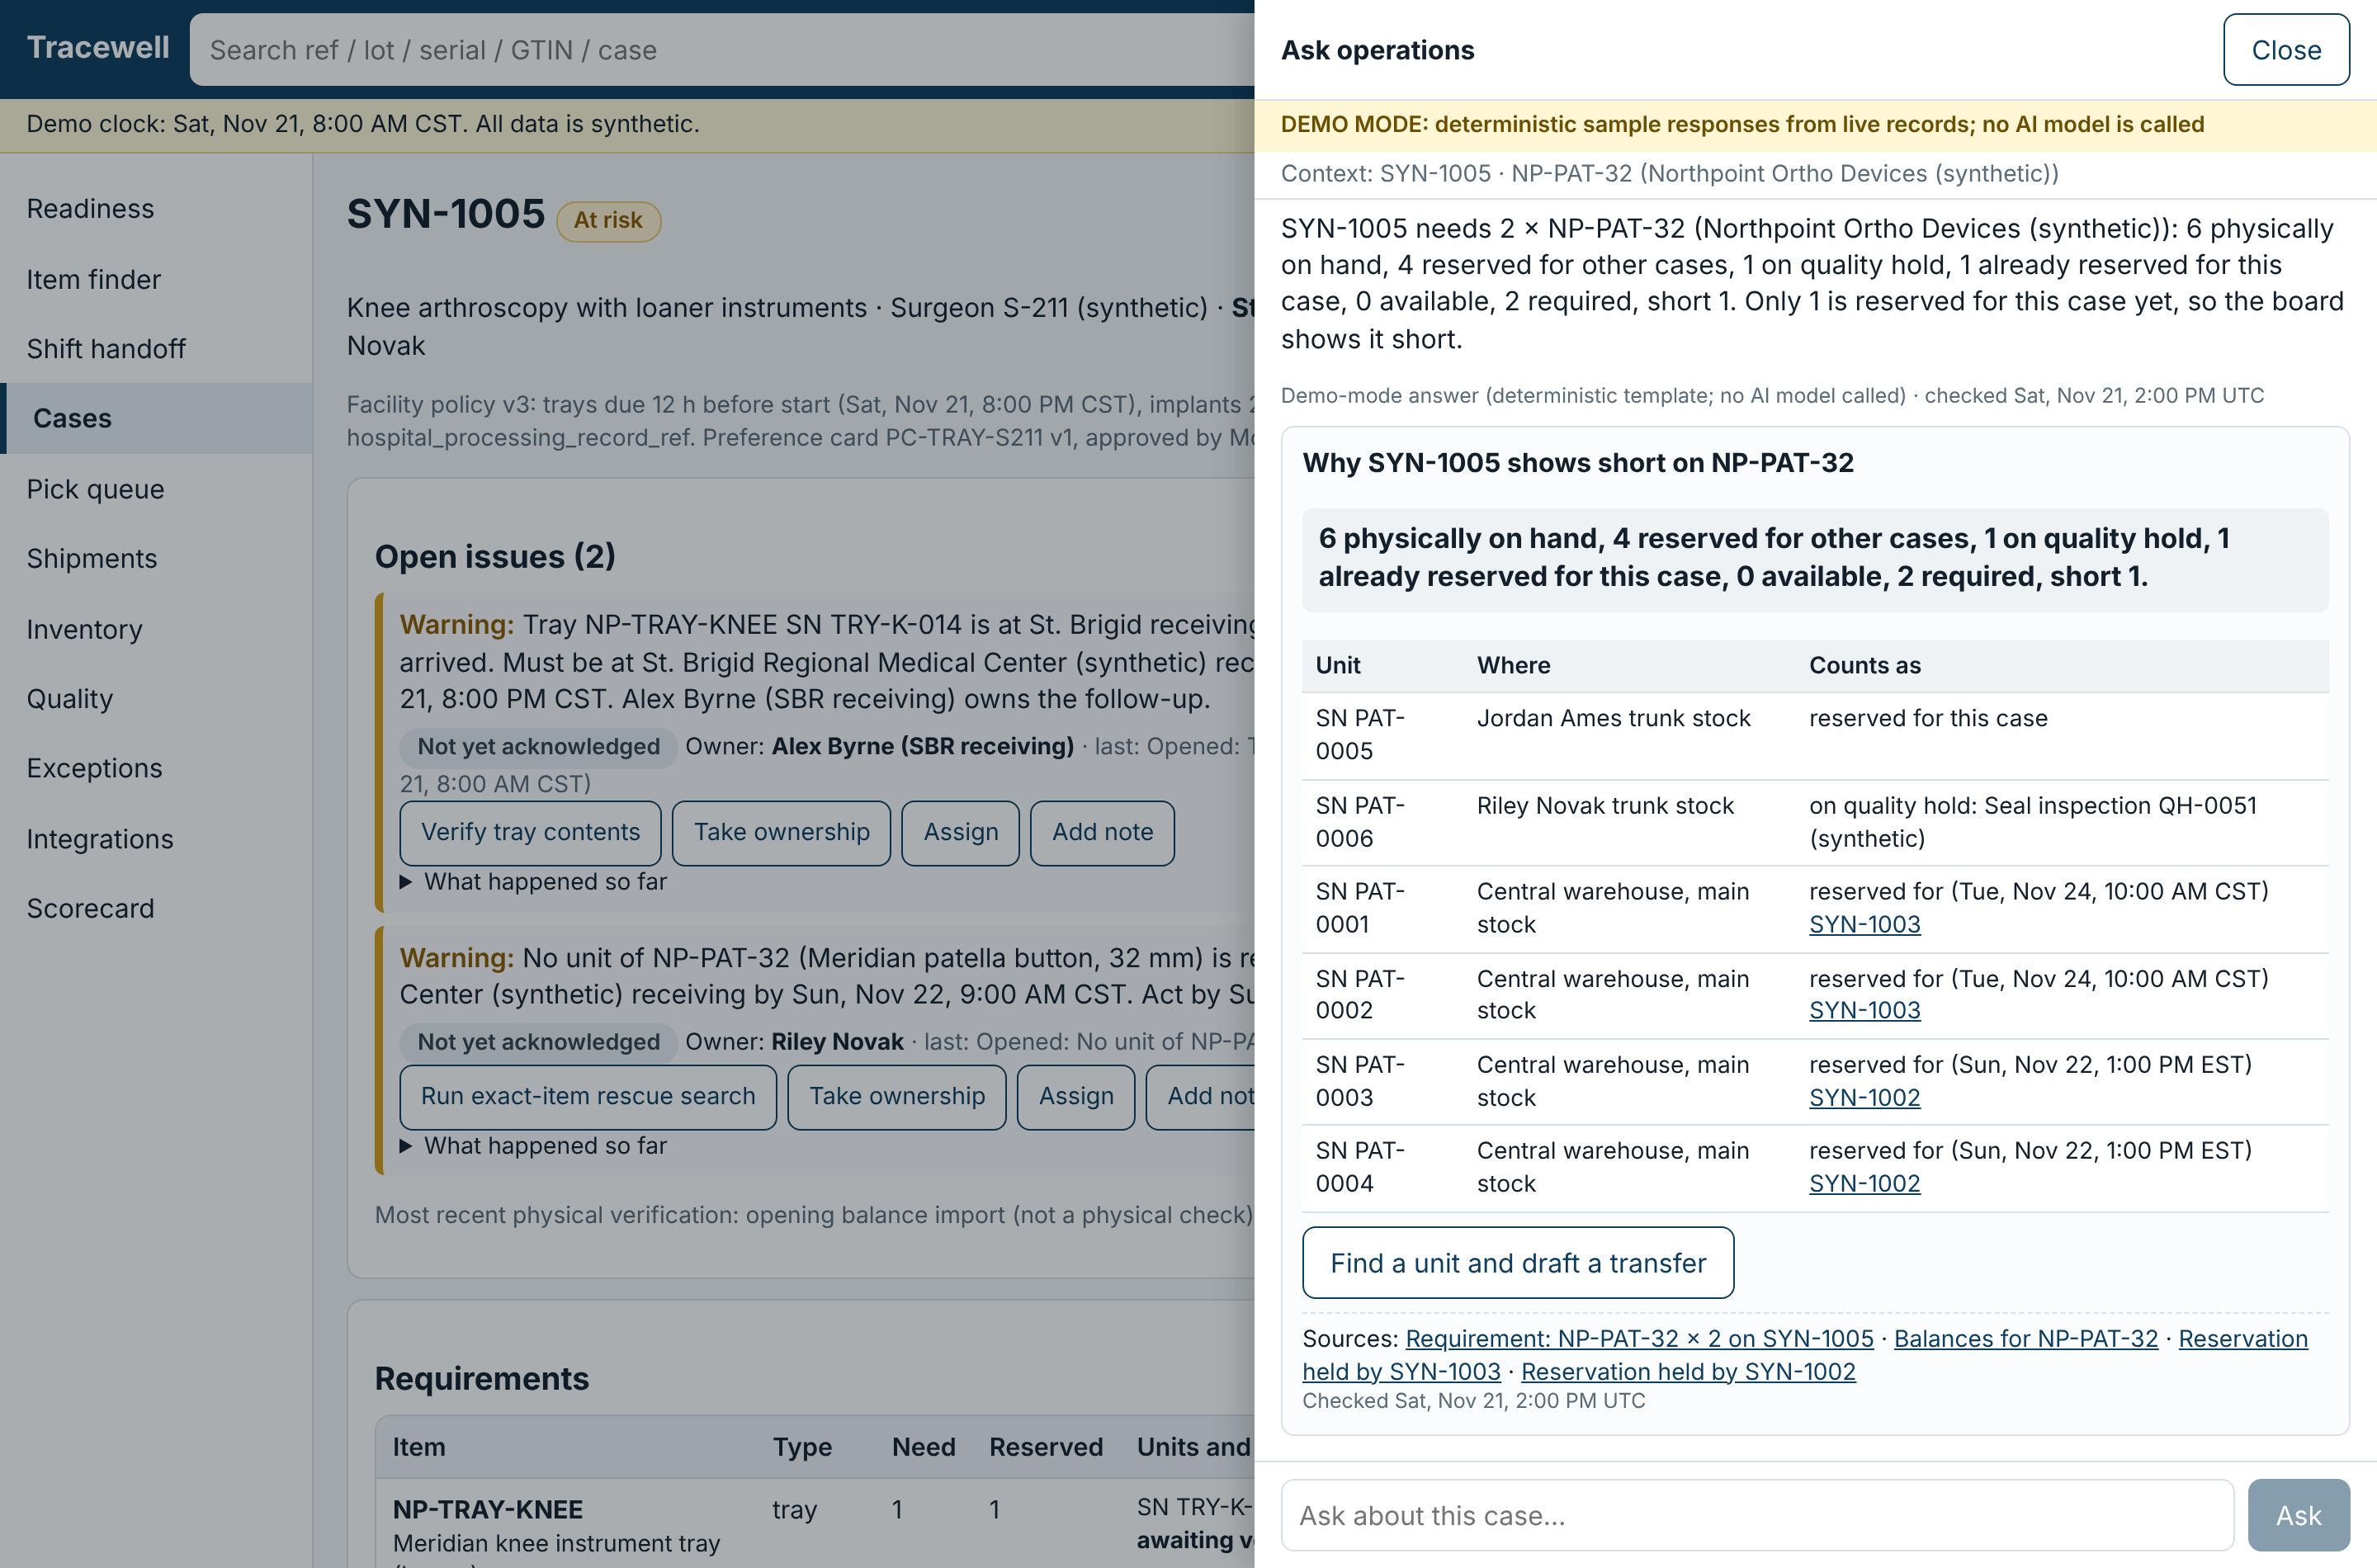 Tracewell
Search ref / lot / serial / GTIN / case
Demo clock: Sat, Nov 21, 8:00 AM CST. All data is synthetic.
Readiness
Item finder
Shift handoff
Cases
Pick queue
Shipments
Inventory
Quality
Exceptions
Integrations
Scorecard
SYN-1005 At risk
Knee arthroscopy with loaner instruments · Surgeon S-211 (synthetic) ·
Novak
Facility policy v3: trays due 12 h before start (Sat, Nov 21, 8:00 PM CST), implants
hospital_processing_record_ref. Preference card PC-TRAY-S211 v1, approved by
Open issues (2)
Warning: Tray NP-TRAY-KNEE SN TRY-K-014 is at St. Brigid receiving
arrived. Must be at St. Brigid Regional Medical Center (synthetic)
21, 8:00 PM CST. Alex Byrne (SBR receiving) owns the follow-up.
Not yet acknowledged Owner: Alex Byrne (SBR receiving) · last: Opened:
21, 8:00 AM CST)
Verify tray contents Take ownership Assign Add note
▶ What happened so far
Warning: No unit of NP-PAT-32 (Meridian patella button, 32 mm) is
Center (synthetic) receiving by Sun, Nov 22, 9:00 AM CST. Act by
Not yet acknowledged Owner: Riley Novak · last: Opened: No unit of
Run exact-item rescue search Take ownership Assign Add
▶ What happened so far
Most recent physical verification: opening balance import (not a physical check)
Requirements
Item Type Need Reserved Units and
NP-TRAY-KNEE tray 1 1 SN TRY-K-
Meridian knee instrument tray awaiting
Ask operations
Close
DEMO MODE: deterministic sample responses from live records; no AI model is called
Context: SYN-1005 · NP-PAT-32 (Northpoint Ortho Devices (synthetic))
SYN-1005 needs 2 × NP-PAT-32 (Northpoint Ortho Devices (synthetic)): 6 physically
on hand, 4 reserved for other cases, 1 on quality hold, 1 already reserved for this
case, 0 available, 2 required, short 1. Only 1 is reserved for this case yet, so the board
shows it short.
Demo-mode answer (deterministic template; no AI model called) · checked Sat, Nov 21, 2:00 PM UTC
Why SYN-1005 shows short on NP-PAT-32
6 physically on hand, 4 reserved for other cases, 1 on quality hold, 1
already reserved for this case, 0 available, 2 required, short 1.
Unit Where Counts as
SN PAT- Jordan Ames trunk stock reserved for this case
0005
SN PAT- Riley Novak trunk stock on quality hold: Seal inspection QH-0051
0006 (synthetic)
SN PAT- Central warehouse, main reserved for (Tue, Nov 24, 10:00 AM CST)
0001 stock SYN-1003
SN PAT- Central warehouse, main reserved for (Tue, Nov 24, 10:00 AM CST)
0002 stock SYN-1003
SN PAT- Central warehouse, main reserved for (Sun, Nov 22, 1:00 PM EST)
0003 stock SYN-1002
SN PAT- Central warehouse, main reserved for (Sun, Nov 22, 1:00 PM EST)
0004 stock SYN-1002
Find a unit and draft a transfer
Sources: Requirement: NP-PAT-32 × 2 on SYN-1005 · Balances for NP-PAT-32 · Reservation
held by SYN-1003 · Reservation held by SYN-1002
Checked Sat, Nov 21, 2:00 PM UTC
Ask about this case...
Ask